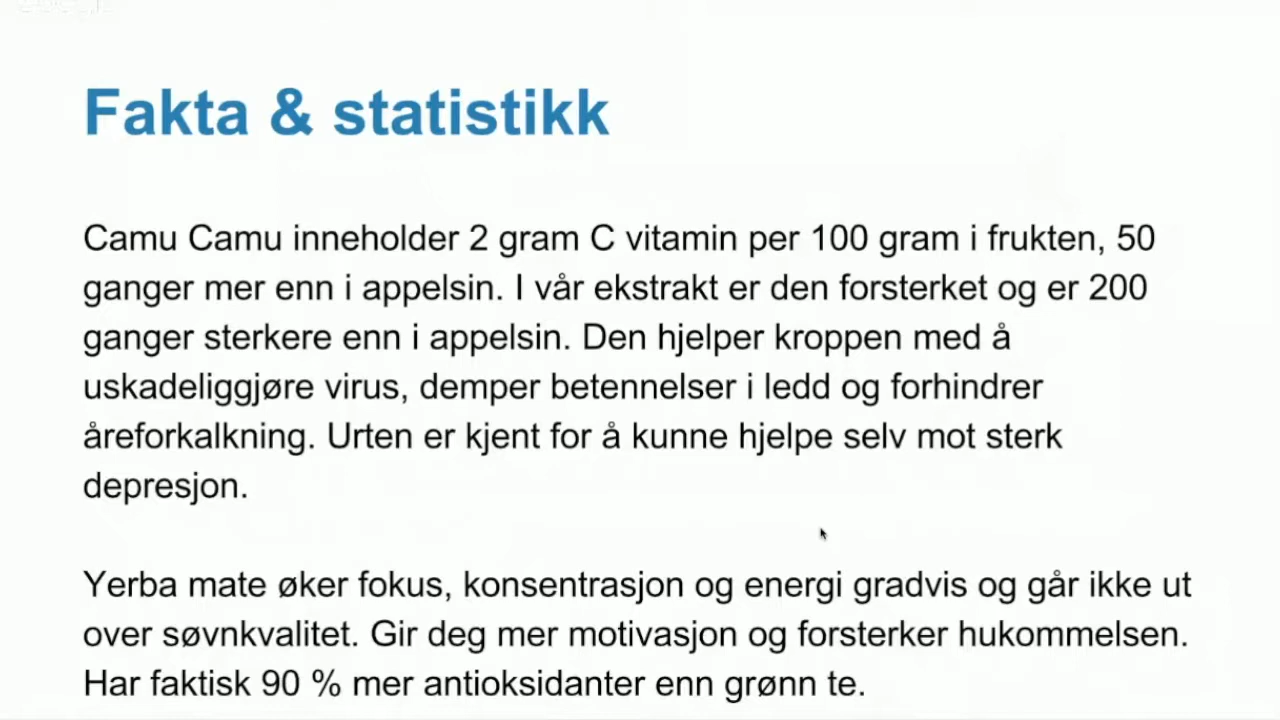 Fakta & statistikk
Camu Camu inneholder 2 gram C vitamin per 100 gram i frukten, 50
ganger mer enn i appelsin. I vår ekstrakt er den forsterket og er 200
ganger sterkere enn i appelsin. Den hjelper kroppen med å
uskadeliggjøre virus, demper betennelser i ledd og forhindrer
åreforkalkning. Urten er kjent for å kunne hjelpe selv mot sterk
depresjon.
Yerba mate øker fokus, konsentrasjon og energi gradvis og går ikke ut
over søvnkvalitet. Gir deg mer motivasjon og forsterker hukommelsen.
Har faktisk 90 % mer antioksidanter enn grønn te.